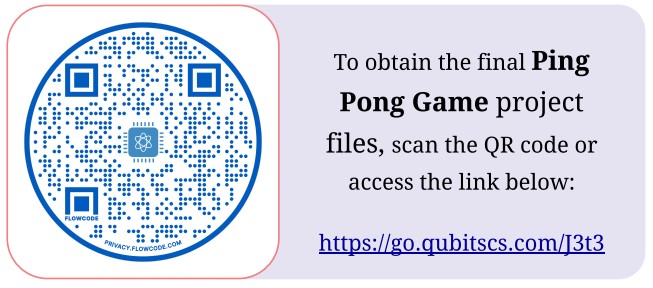 FLOWCODE
PRIVACY.FLOWCODE.COM
To obtain the final Ping
Pong Game project
files, scan the QR code or
access the link below:
https://go.qubitscs.com/J3t3